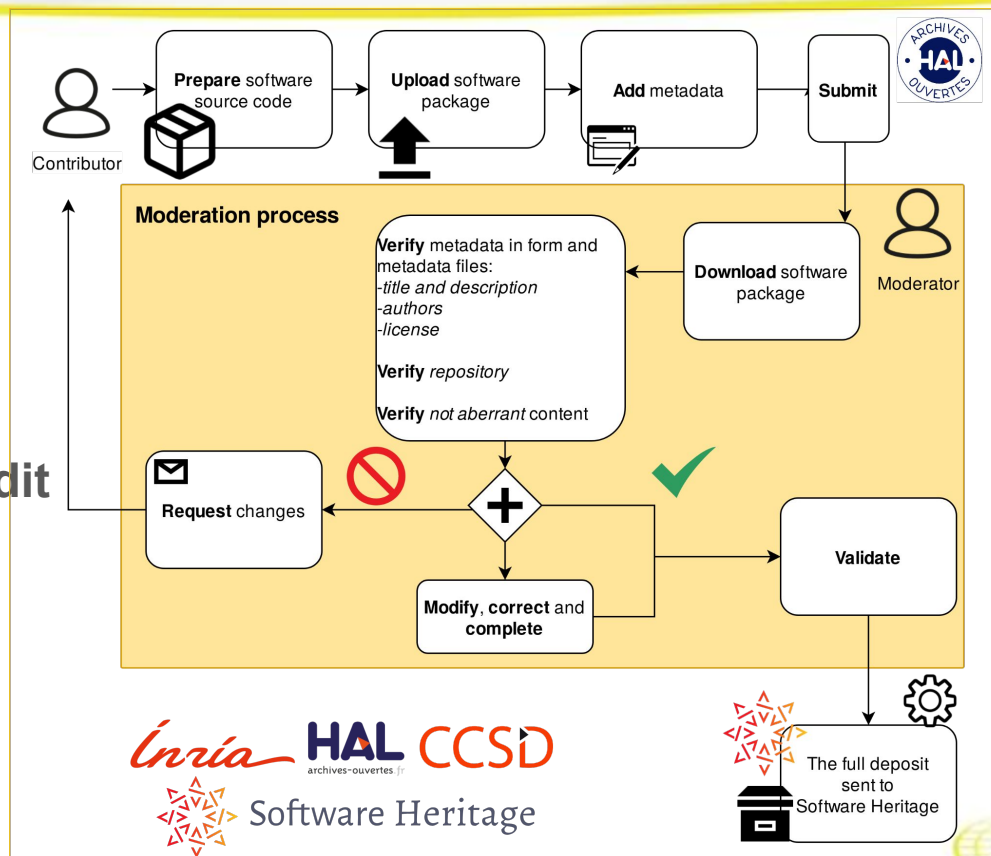 Prepare software
source code
Upload software
package
Add metadata
Submit
ARCHIVES
HAL
OUVERTES
Contributor
Moderation process
Verify metadata in form and
metadata files:
-title and description
-authors
-license
Verify repository
Verify not aberrant content
Download software
package
Moderator
dit
Request changes
Validate
Modify, correct and
complete
Inria
HAL
archives-ouvertes.fr
CCSD
Software Heritage
The full deposit
sent to
Software Heritage